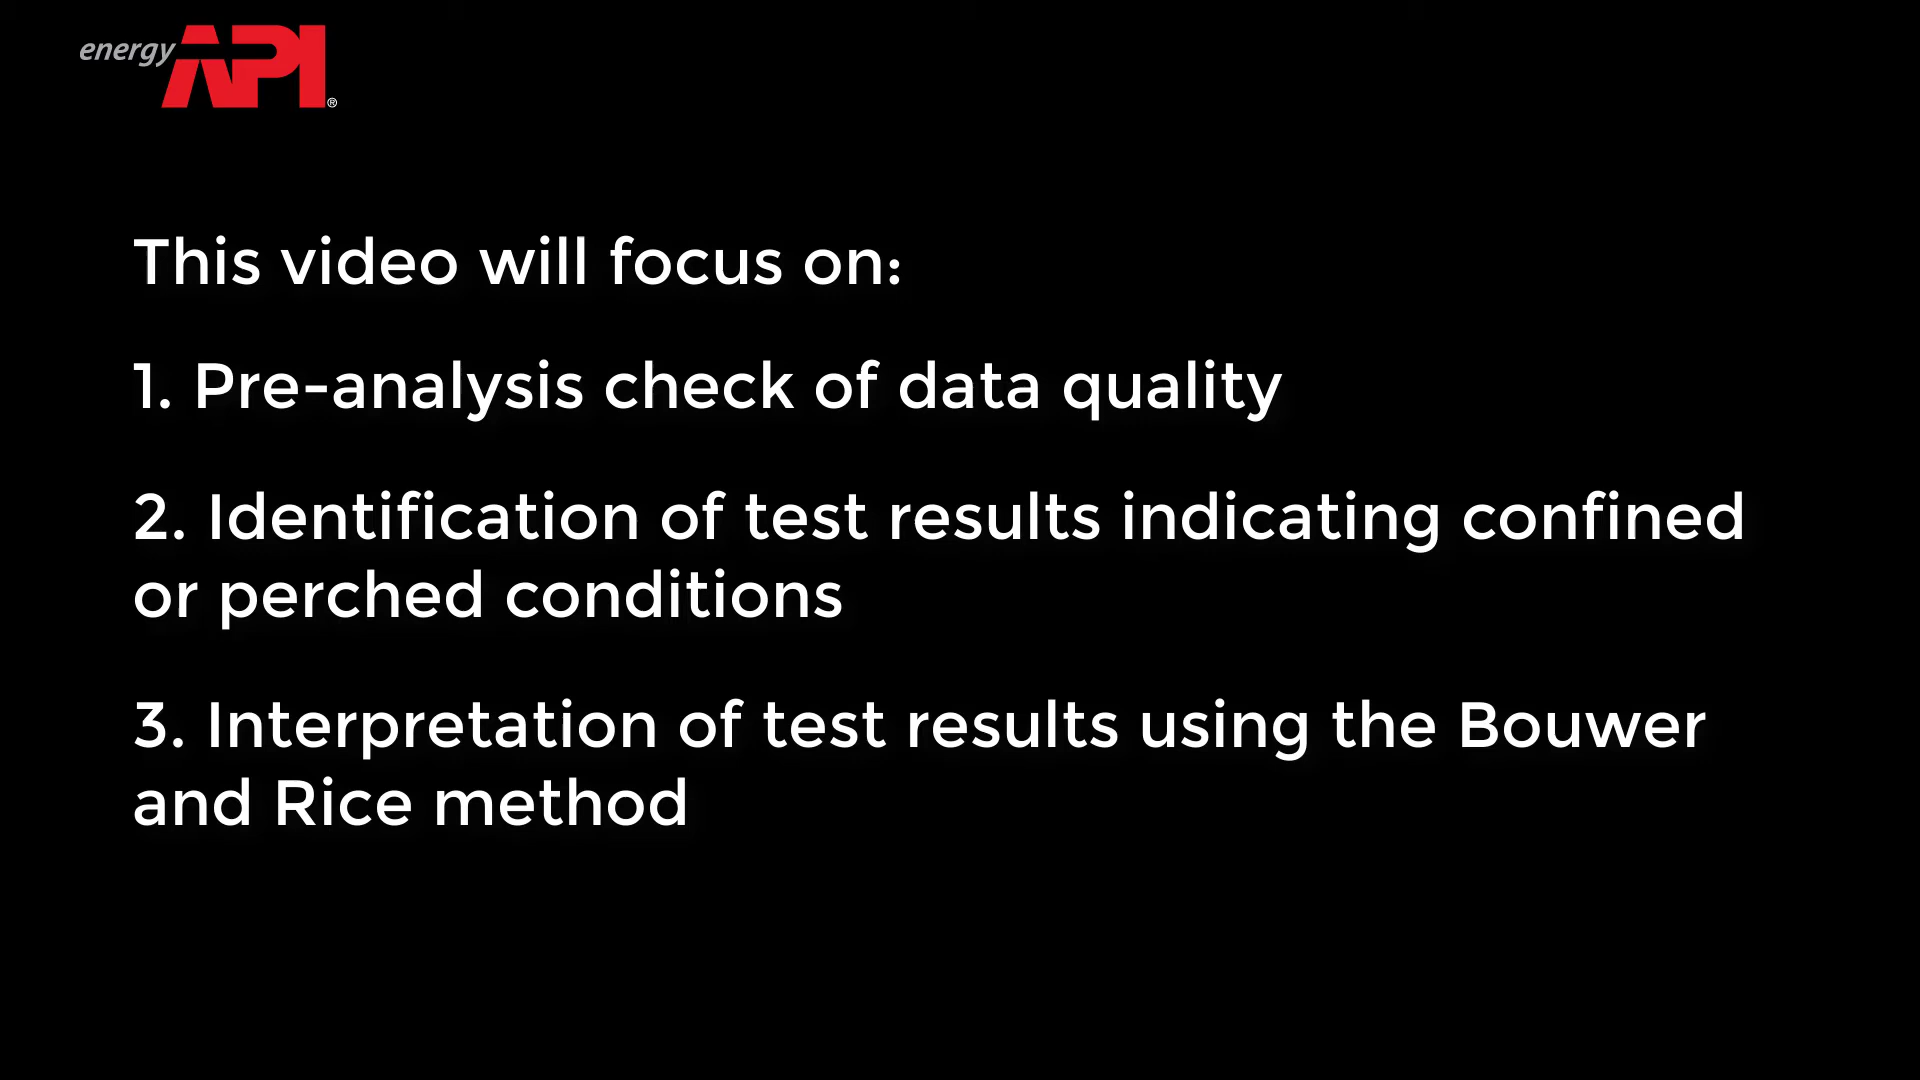 energy API®
This video will focus on:
1. Pre-analysis check of data quality
2. Identification of test results indicating confined
or perched conditions
3. Interpretation of test results using the Bouwer
and Rice method